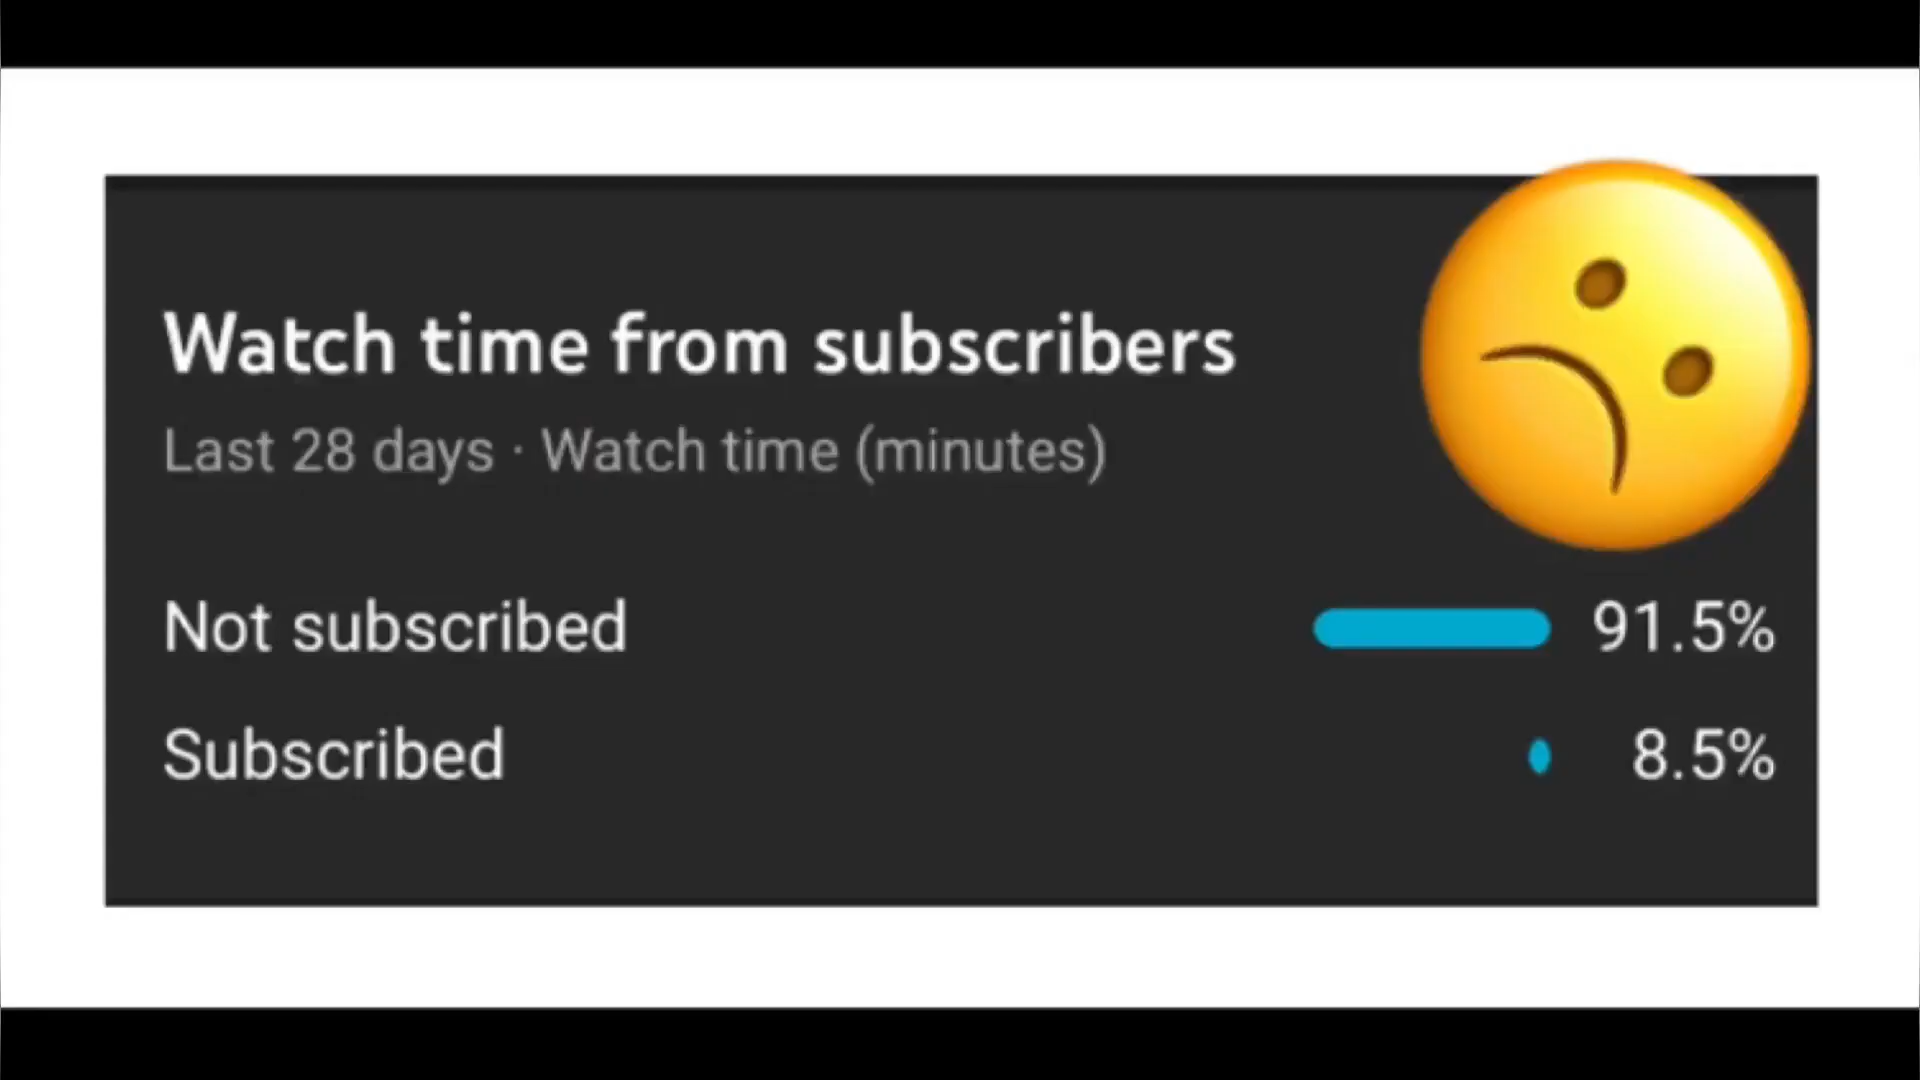 Watch time from subscribers
Last 28 days · Watch time (minutes)
Not subscribed 91.5%
Subscribed 8.5%